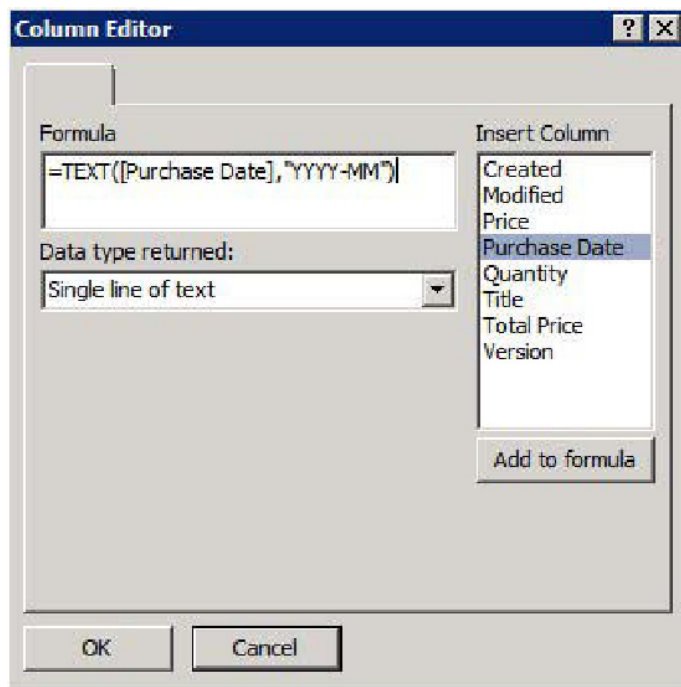 Column Editor
Formula
=TEXT([Purchase Date],"YYYY-MM")
Data type returned:
Single line of text
Insert Column
Created
Modified
Price
Purchase Date
Quantity
Title
Total Price
Version
Add to formula
OK
Cancel